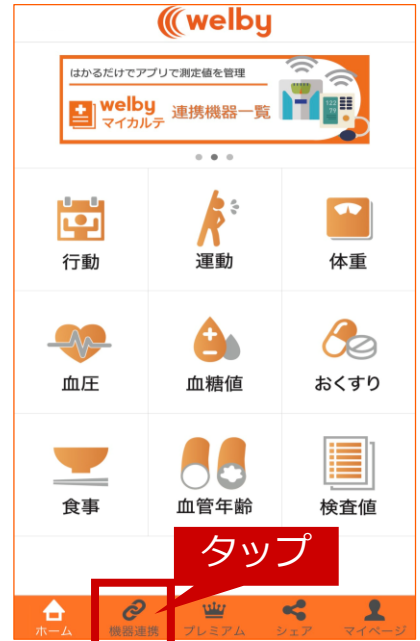 welby
はかるだけでアプリで測定値を管理
welby
マイカルテ
連携機器一覧
122
79
行動
運動
体重
血圧
血糖値
おくすり
食事
血管年齢
検査値
タップ
ホーム
機器連携
プレミアム
シェア
マイページ